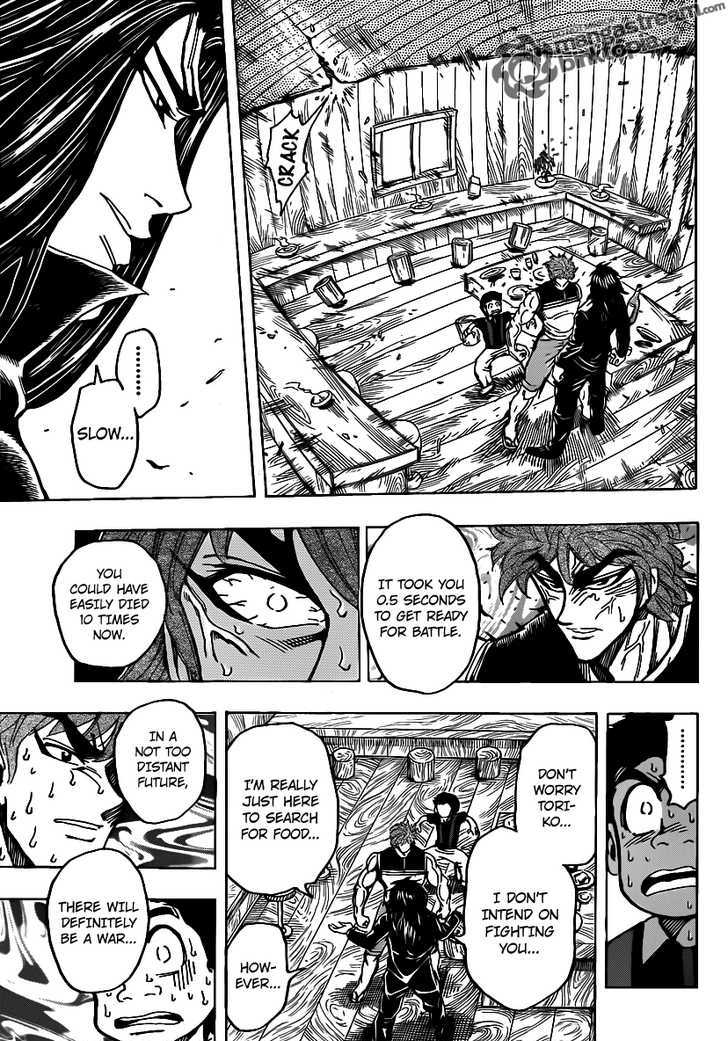 mangastream.com
CRACK
..........
SLOW...
IT TOOK YOU
0.5 SECONDS
TO GET READY
FOR BATTLE.
YOU
COULD HAVE
EASILY DIED
10 TIMES
NOW.
..........
DON'T
WORRY
TORI-
KO...
I DON'T
INTEND ON
FIGHTING
YOU...
I'M REALLY
JUST HERE
TO SEARCH
FOR FOOD...
HOW-
EVER...
IN A
NOT TOO
DISTANT
FUTURE,
THERE WILL
DEFINITELY
BE A WAR...